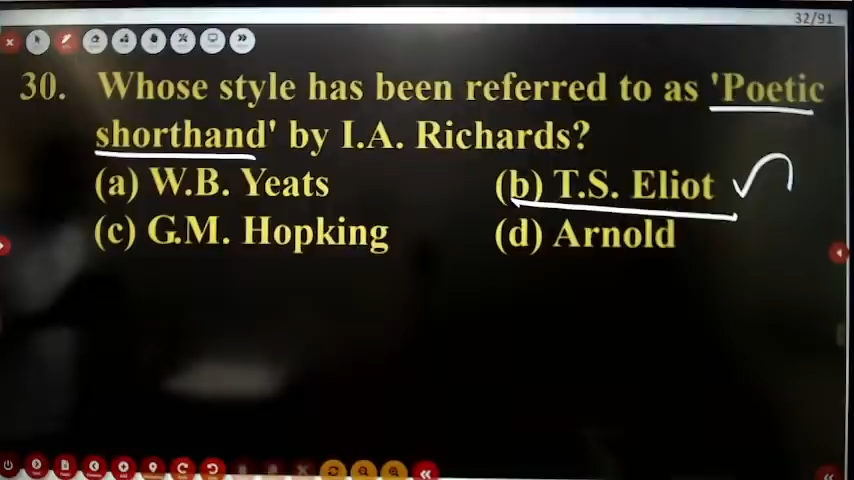 32/91
30. Whose style has been referred to as 'Poetic
shorthand' by I.A. Richards?
(a) W.B. Yeats (b) T.S. Eliot
(c) G.M. Hopking (d) Arnold